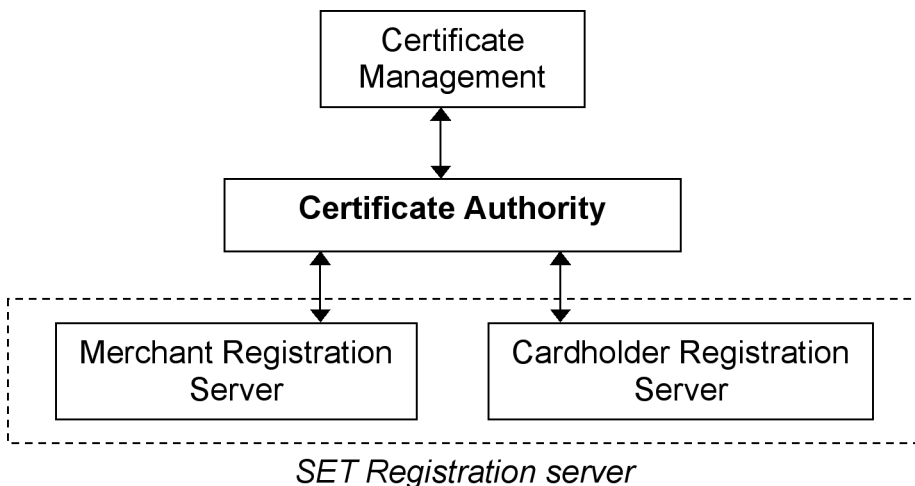 Certificate
Management
Certificate Authority
Merchant Registration
Server
Cardholder Registration
Server
SET Registration server